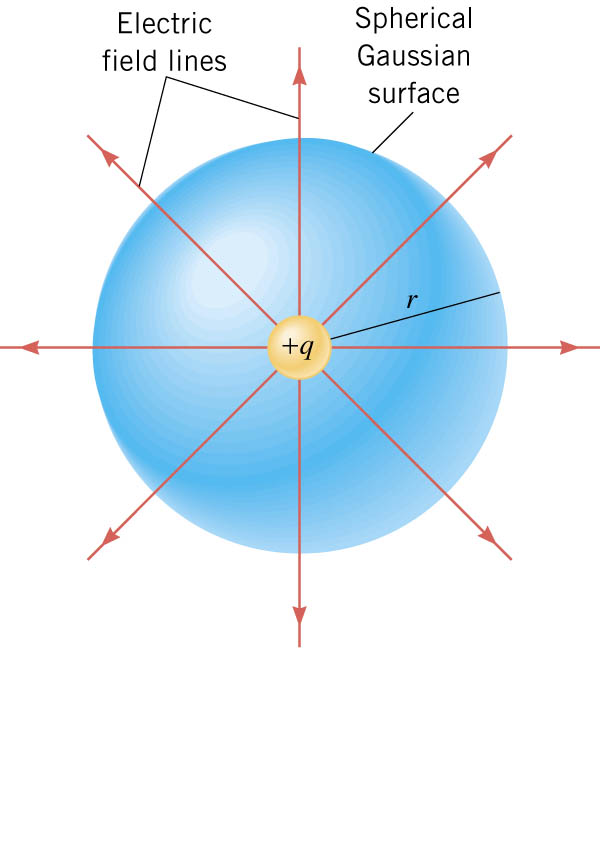 Electric
field lines
Spherical
Gaussian
surface
r
+q